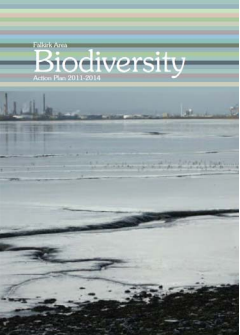 Falkirk Area
Biodiversity
Action Plan 2011-2014